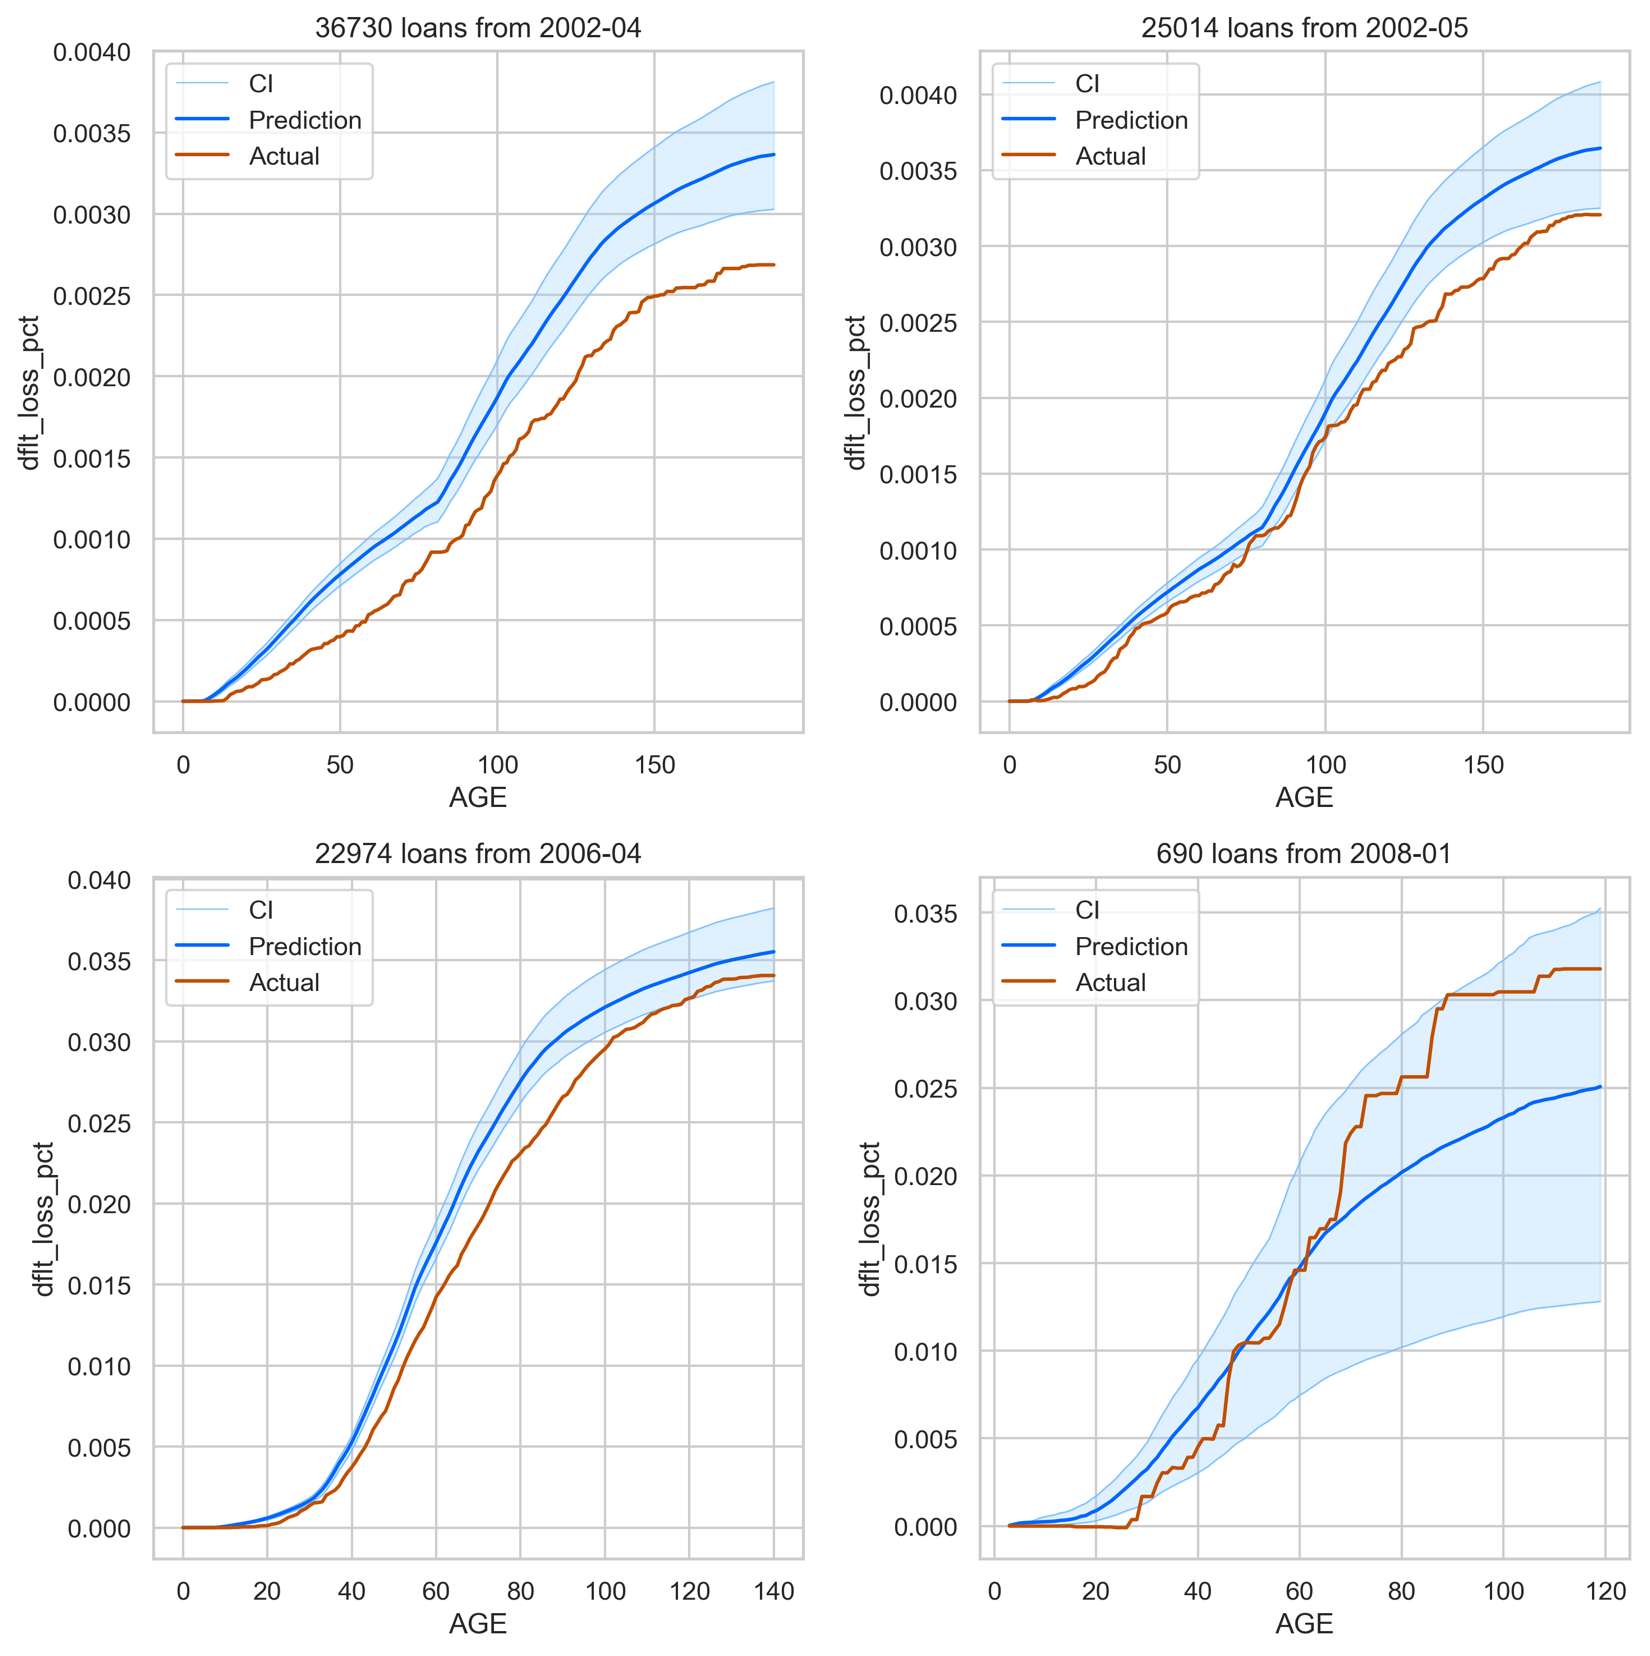 36730 loans from 2002-04
0.0040
0.0035
0.0030
0.0025
0.0020
0.0015
0.0010
0.0005
0.0000
dflt_loss_pct
CI
Prediction
Actual
0 50 100 150
AGE
25014 loans from 2002-05
0.0040
0.0035
0.0030
0.0025
0.0020
0.0015
0.0010
0.0005
0.0000
dflt_loss_pct
CI
Prediction
Actual
0 50 100 150
AGE
22974 loans from 2006-04
0.040
0.035
0.030
0.025
0.020
0.015
0.010
0.005
0.000
dflt_loss_pct
CI
Prediction
Actual
0 20 40 60 80 100 120 140
AGE
690 loans from 2008-01
0.035
0.030
0.025
0.020
0.015
0.010
0.005
0.000
dflt_loss_pct
CI
Prediction
Actual
0 20 40 60 80 100 120
AGE